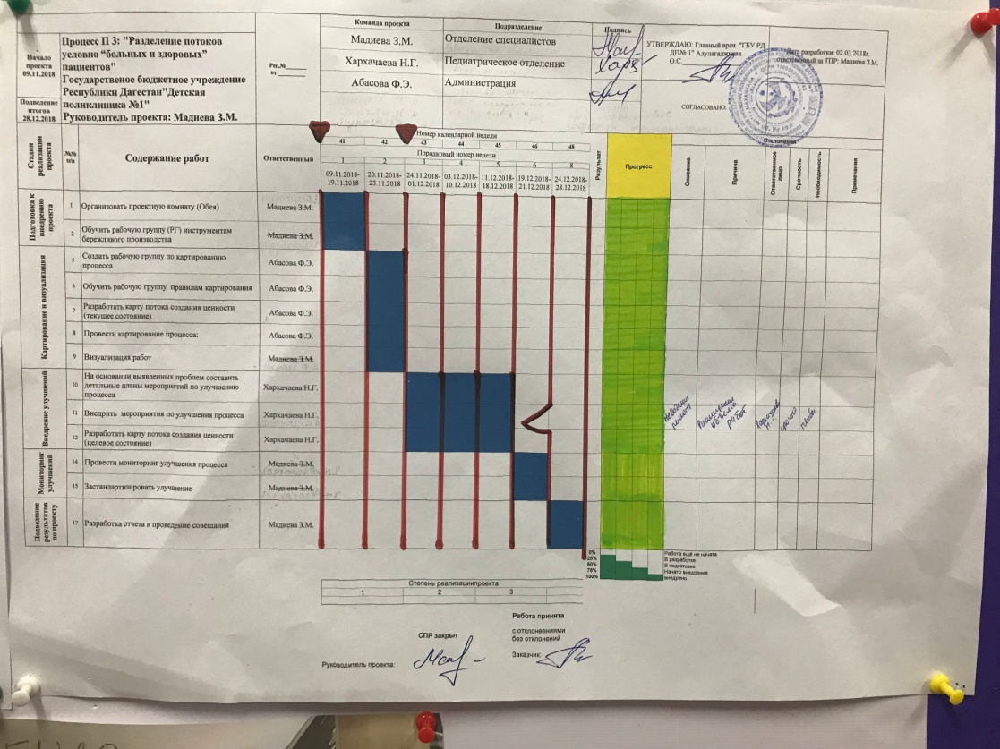 Начало
проекта
09.11.2018
Подведение
итогов
28.12.2018
Процесс П 3: "Разделение потоков
условно “больных и здоровых”
пациентов"
Государственое бюджетное учреждение
Республики Дагестан"Детская
поликлиника №1"
Руководитель проекта: Мадиева З.М.
Рег.№
от
Команда проекта Подразделение Подпись
Мадиева З.М. Отделение специалистов
Хархачаева Н.Г. Педиатрическое отделение
Абасова Ф.Э. Администрация
УТВЕРЖДАЮ: Главный врач "ГБУ РД
ДП№ 1" Адулагаджиева
О.С.
СОГЛАСОВАНО:
Дата разработки: 02.03.2018г.
ответственный за ТПР: Мадиева З.М.
Стадии реализации проекта
№№ п/п
Содержание работ
Ответственный
Номер календарной недели
41 42 43 44 45 46 48
Порядковый номер недели
1 2 3 4 5 6 8
09.11.2018-19.11.2018
20.11.2018-23.11.2018
24.11.2018-01.12.2018
03.12.2018-10.12.2018
11.12.2018-18.12.2018
19.12.2018-21.12.2018
24.12.2018-28.12.2018
Результат
Прогресс
Отклонения
Описание
Причина
Ответственное лицо
Срочность
Необходимость
Примечания
Подготовка к внедрению проекта
1 Организовать проектную комнату (Обея) Мадиева З.М.
2 Обучить рабочую группу (РГ) инструментам
бережливого производства Мадиева З.М.
Картирование и визуализация
5 Создать рабочую группу по картированию
процесса Абасова Ф.Э.
6 Обучить рабочую группу правилам картирования Абасова Ф.Э.
7 Разработать карту потока создания ценности
(текущее состояние) Абасова Ф.Э.
8 Провести картирование процесса: Абасова Ф.Э.
9 Визуализация работ Мадиева З.М.
Внедрение улучшений
10 На основании выявленных проблем составить
детальные планы мероприятий по улучшению
процесса Хархачаева Н.Г.
11 Внедрить мероприятия по улучшению процесса Хархачаева Н.Г.
12 Разработать карту потока создания ценности
(целевое состояние) Хархачаева Н.Г.
Мониторинг улучшений
14 Провести мониторинг улучшения процесса Мадиева З.М.
15 Застандартизировать улучшение Мадиева З.М.
Подведение результатов по проекту
17 Разработка отчета и проведение совещания Мадиева З.М.
0% Работа ещё не начата
25% В разработке
50% В подготовке
75% Начато внедрение
100% внедрено
Степень реализациипроекта
1 2 3
СПР закрыт
Руководитель проекта:
Работа принята
с отклонеениями
без отклонений
Заказчик: